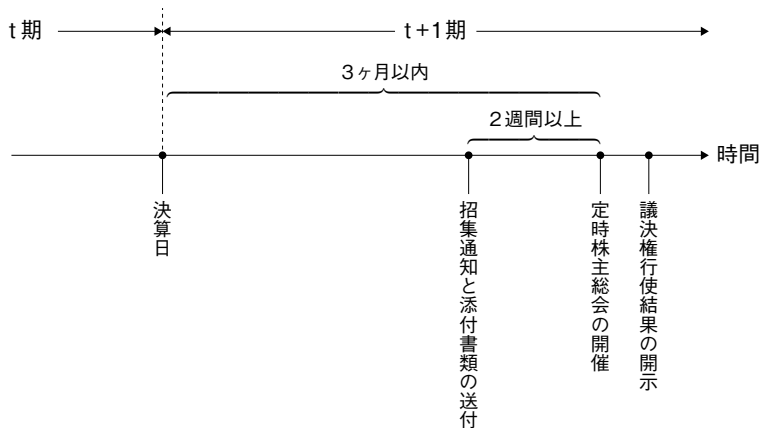 t期
t+1期
3ヶ月以内
2週間以上
時間
決算日
招集通知と添付書類の送付
定時株主総会の開催
議決権行使結果の開示